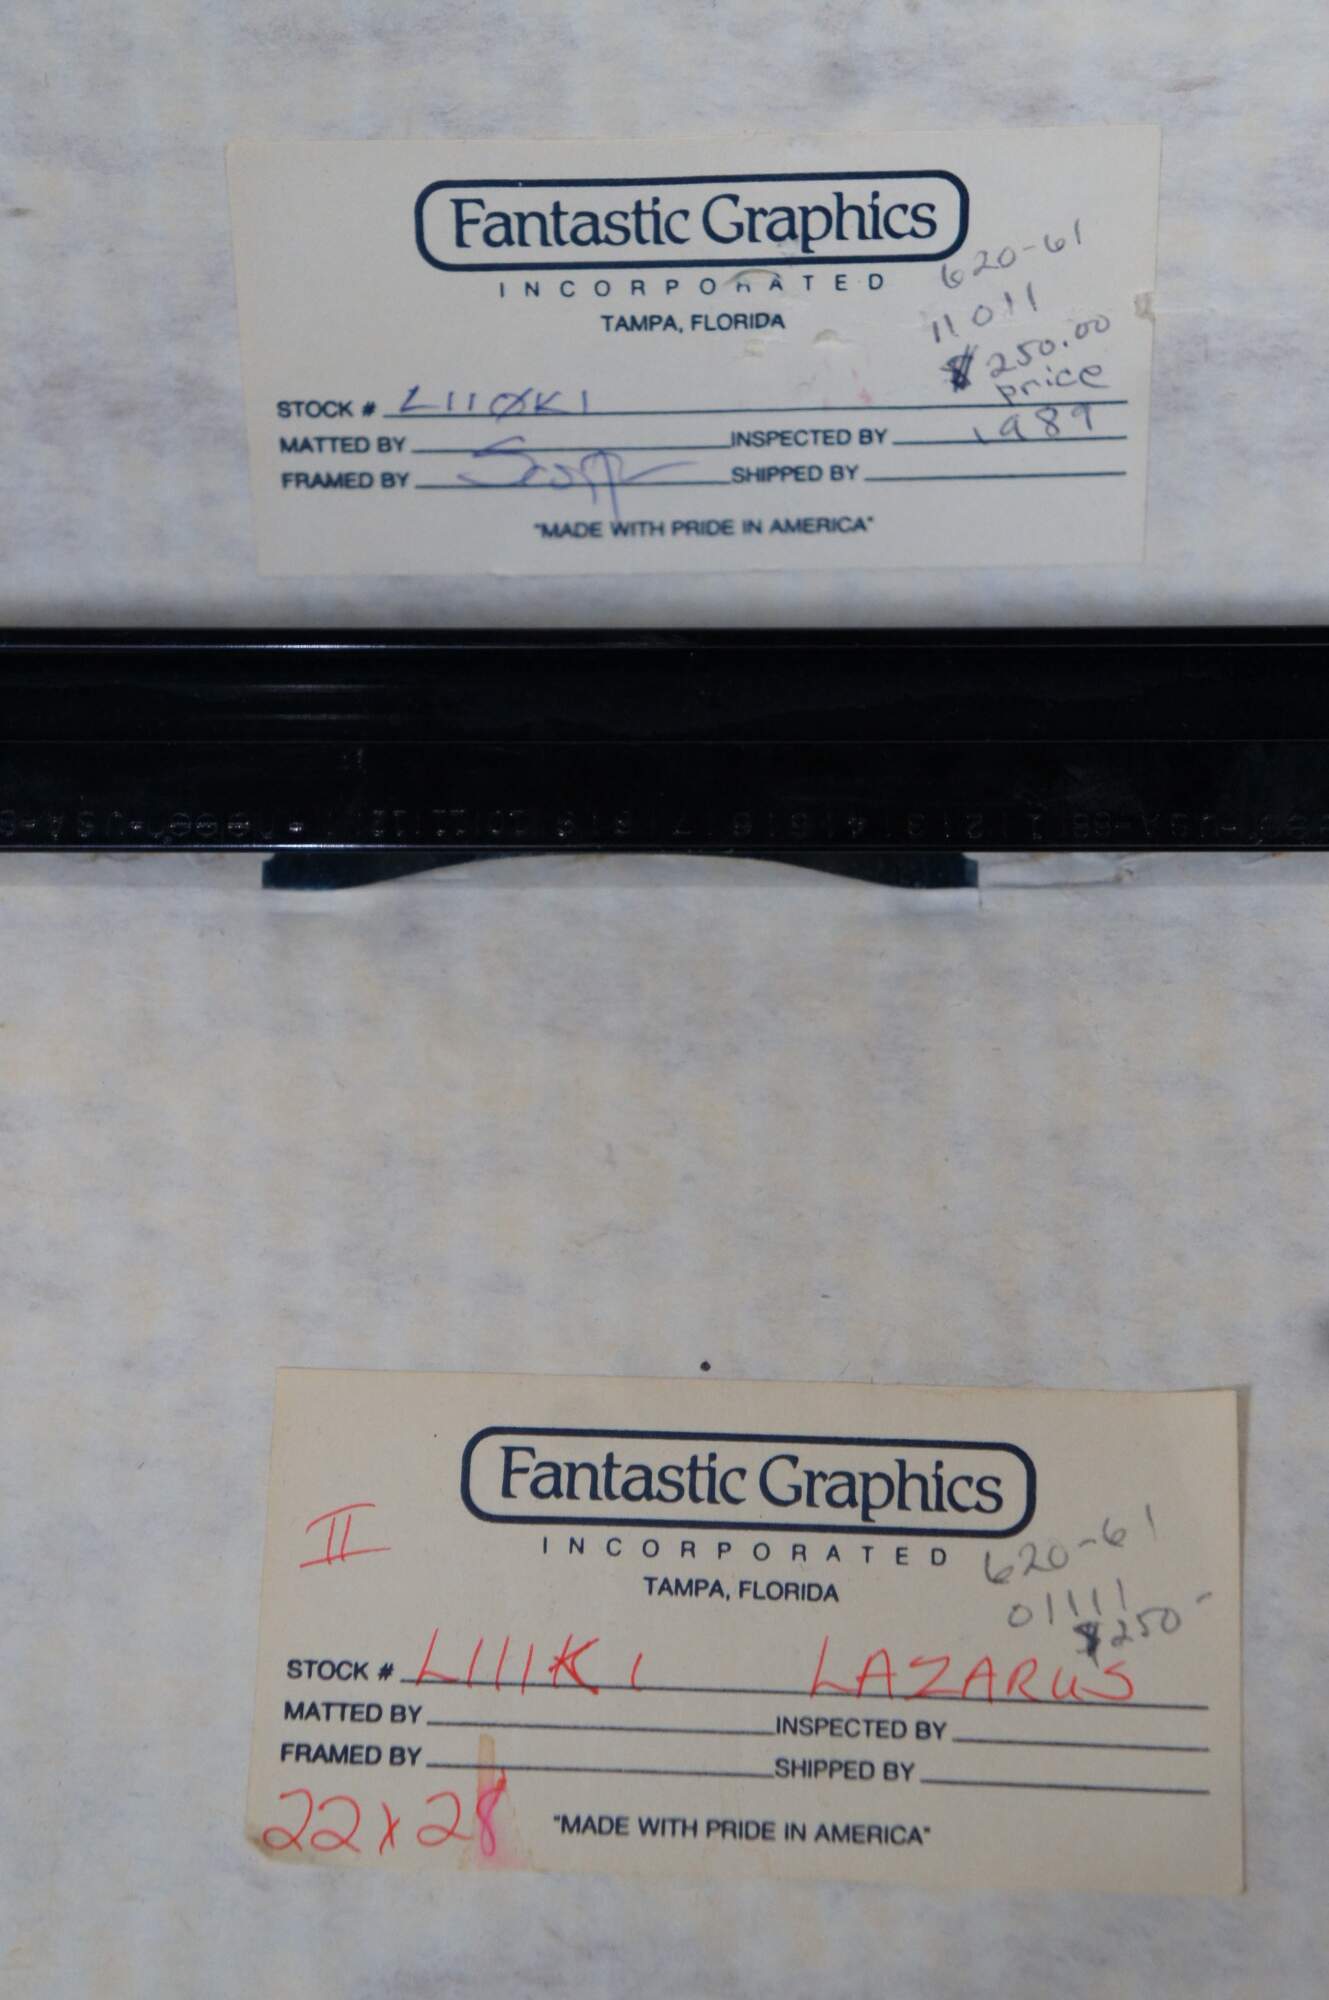 Fantastic Graphics
INCORPORATED
TAMPA, FLORIDA
620-61
11011
$250.00
price
1989
STOCK # L110K1
MATTED BY
INSPECTED BY
FRAMED BY
SHIPPED BY
"MADE WITH PRIDE IN AMERICA"
Fantastic Graphics
INCORPORATED
TAMPA, FLORIDA
II
620-61
01111
$250-
STOCK # L111K1 LAZARUS
MATTED BY
INSPECTED BY
FRAMED BY
SHIPPED BY
22x28
"MADE WITH PRIDE IN AMERICA"